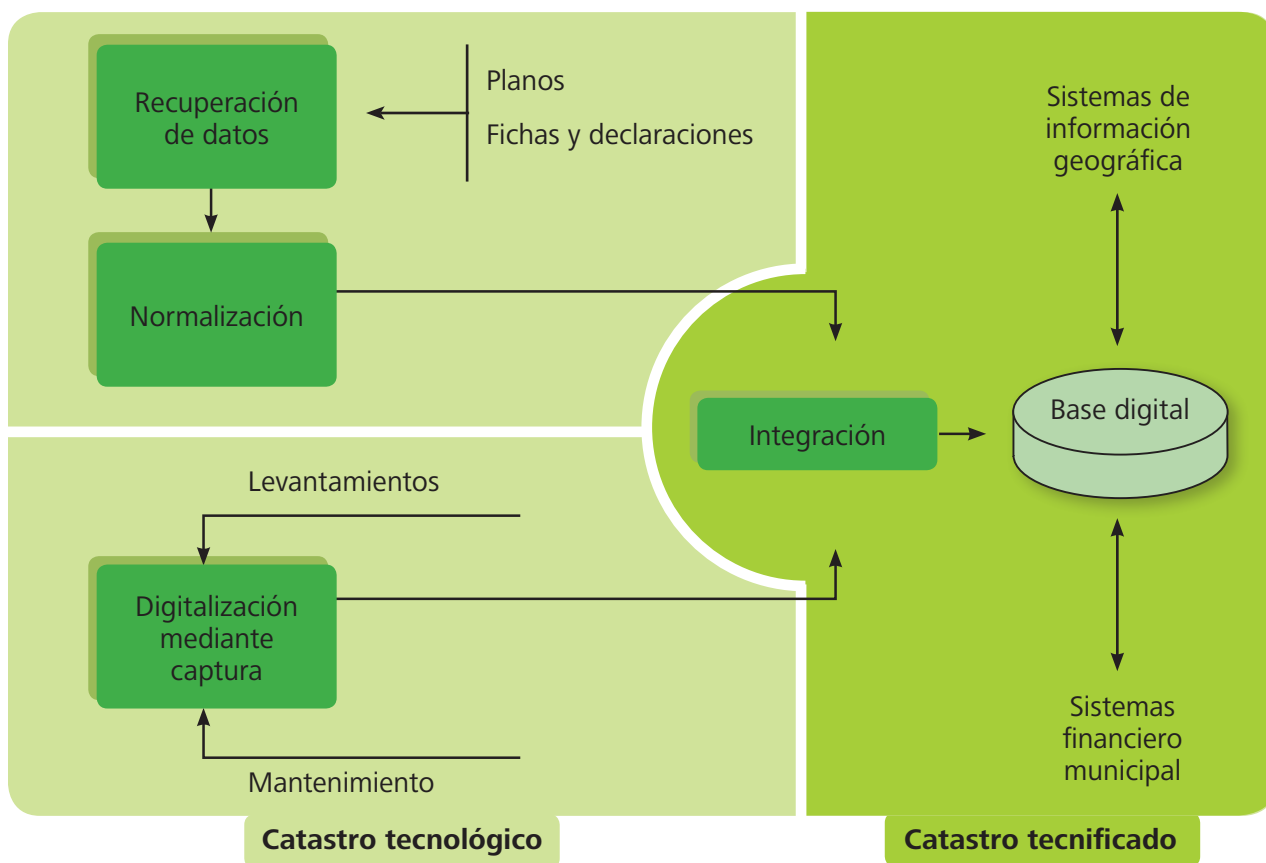 Recuperación
de datos
Planos
Fichas y declaraciones
Normalización
Levantamientos
Digitalización
mediante
captura
Mantenimiento
Catastro tecnológico
Integración
Sistemas de
información
geográfica
Base digital
Sistemas
financiero
municipal
Catastro tecnificado